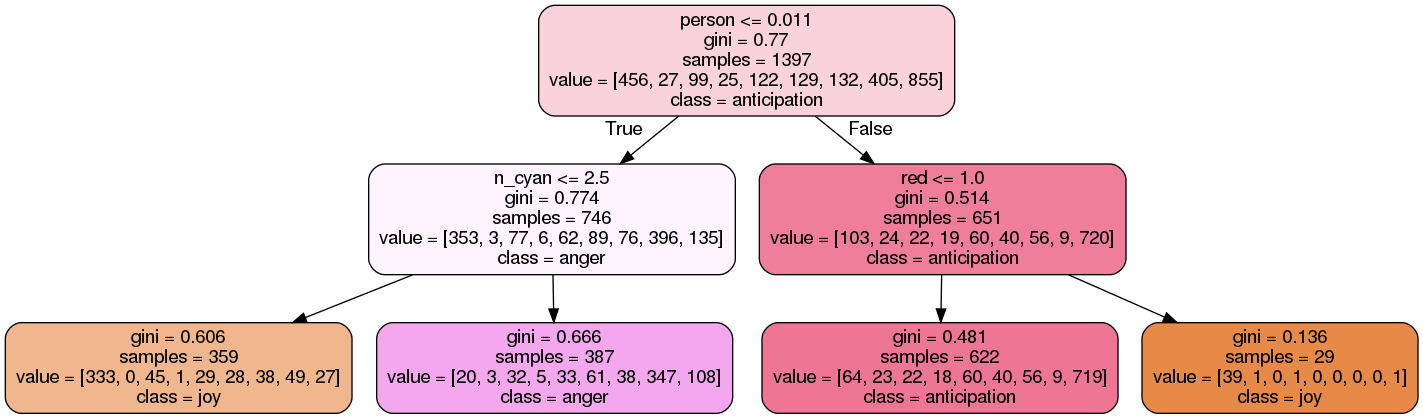 person <= 0.011
gini = 0.77
samples = 1397
value = [456, 27, 99, 25, 122, 129, 132, 405, 855]
class = anticipation
True
False
n_cyan <= 2.5
gini = 0.774
samples = 746
value = [353, 3, 77, 6, 62, 89, 76, 396, 135]
class = anger
red <= 1.0
gini = 0.514
samples = 651
value = [103, 24, 22, 19, 60, 40, 56, 9, 720]
class = anticipation
gini = 0.606
samples = 359
value = [333, 0, 45, 1, 29, 28, 38, 49, 27]
class = joy
gini = 0.666
samples = 387
value = [20, 3, 32, 5, 33, 61, 38, 347, 108]
class = anger
gini = 0.481
samples = 622
value = [64, 23, 22, 18, 60, 40, 56, 9, 719]
class = anticipation
gini = 0.136
samples = 29
value = [39, 1, 0, 1, 0, 0, 0, 0, 1]
class = joy